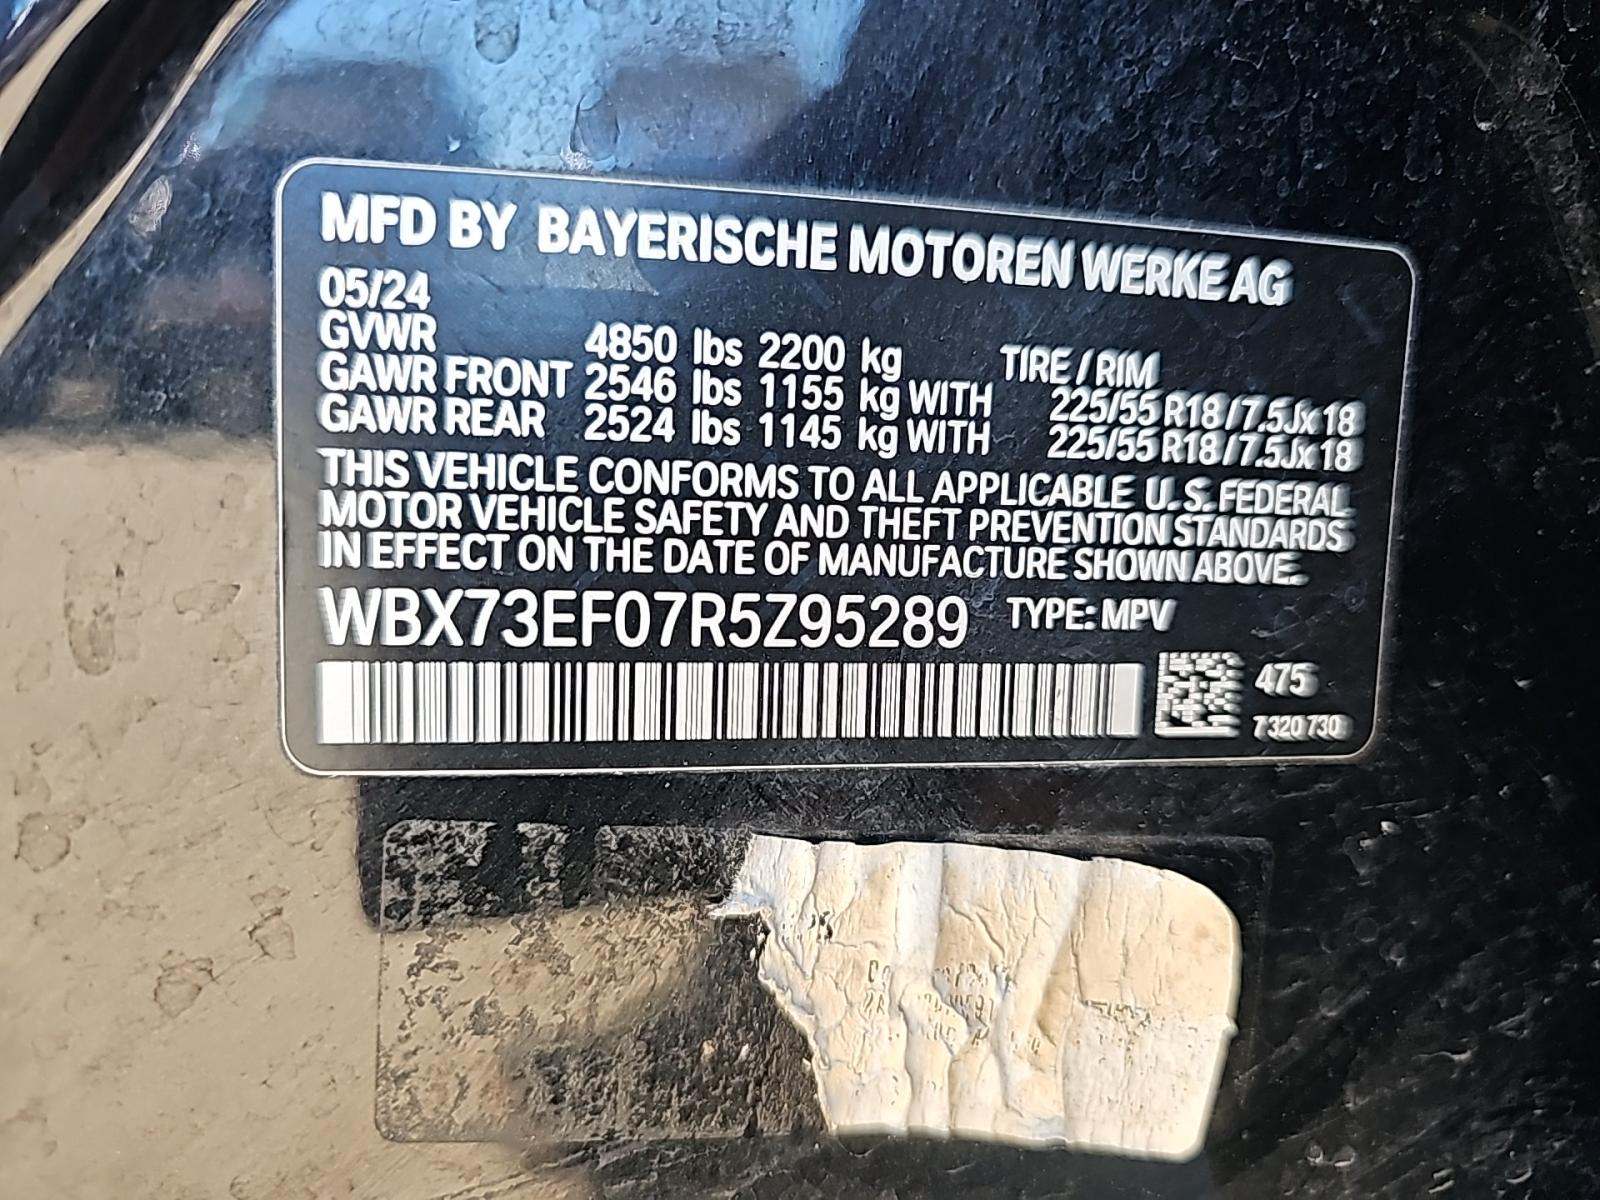 MFD BY BAYERISCHE MOTOREN WERKE AG
05/24
GVWR 4850 lbs 2200 kg TIRE / RIM
GAWR FRONT 2546 lbs 1155 kg WITH 225/55 R18 / 7.5Jx18
GAWR REAR 2524 lbs 1145 kg WITH 225/55 R18 / 7.5Jx18
THIS VEHICLE CONFORMS TO ALL APPLICABLE U.S. FEDERAL
MOTOR VEHICLE SAFETY AND THEFT PREVENTION STANDARDS
IN EFFECT ON THE DATE OF MANUFACTURE SHOWN ABOVE.
WBX73EF07R5Z95289 TYPE: MPV
475
7 320 730